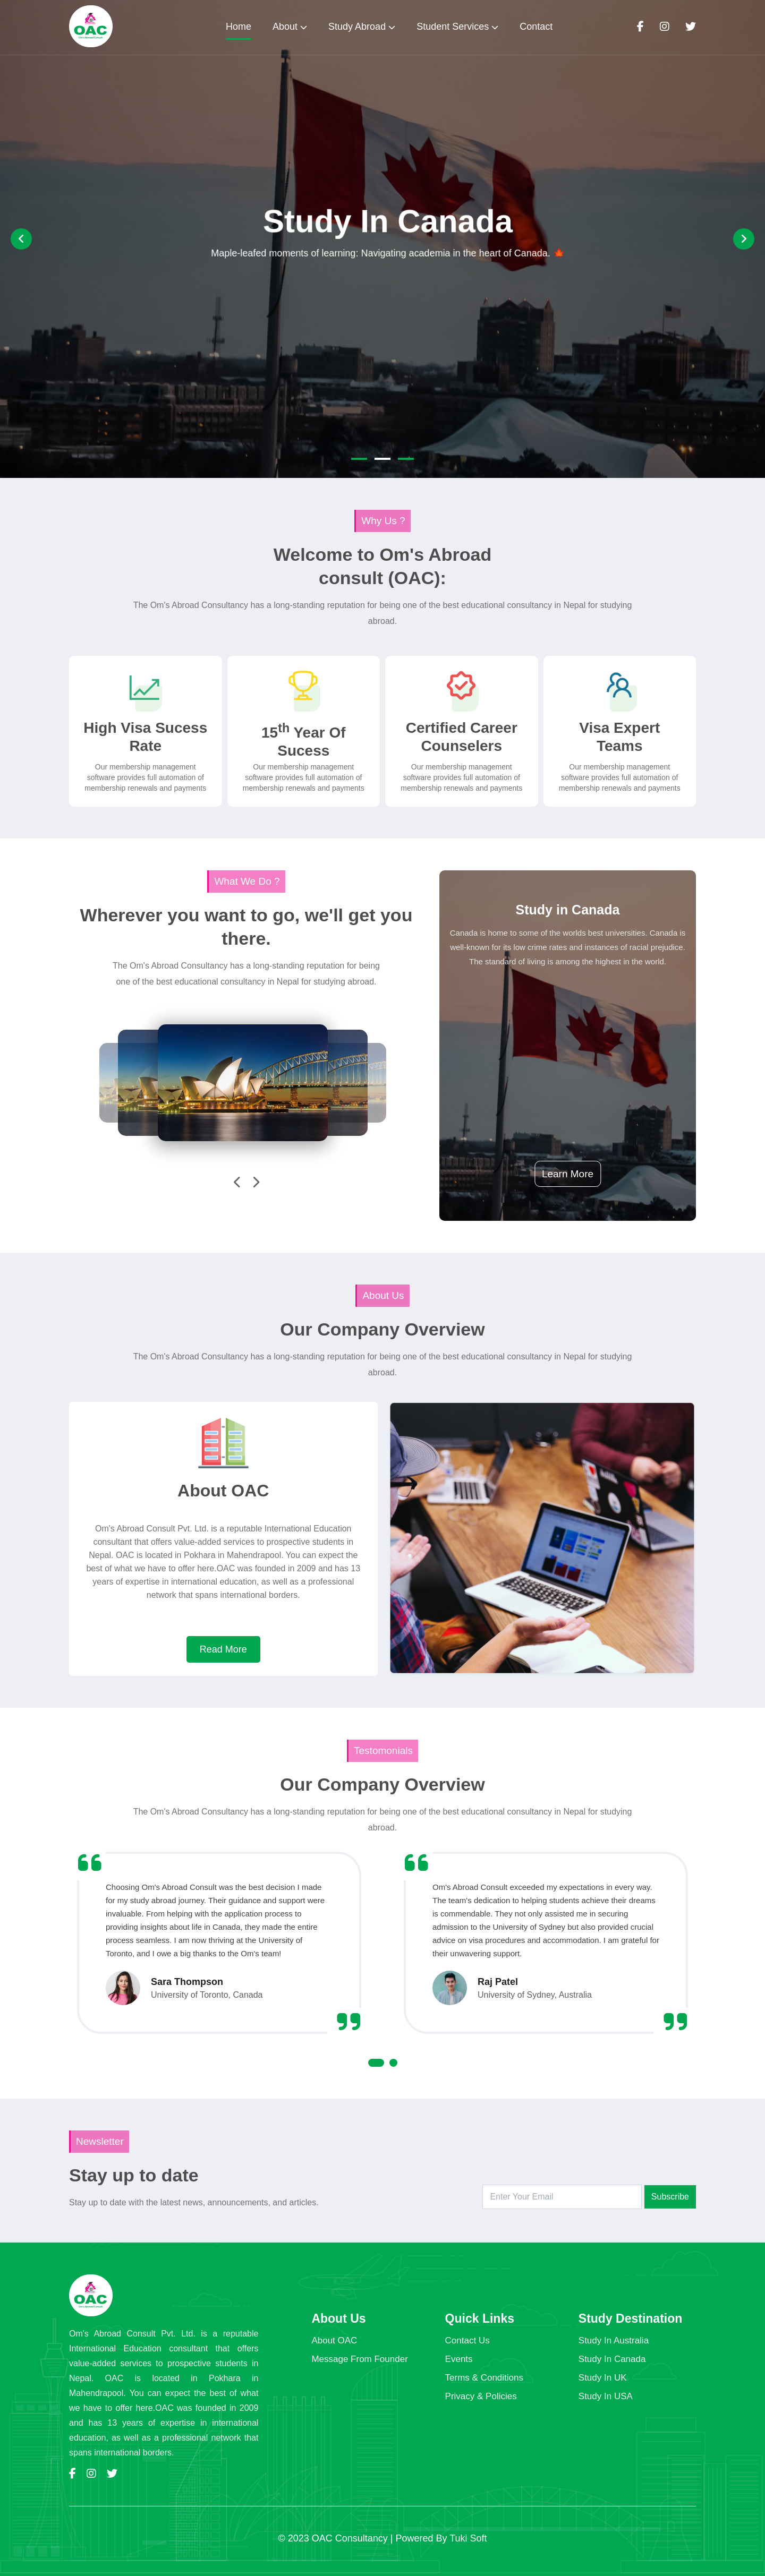 OAC
Home
About
Study Abroad
Student Services
Contact
Study In Canada
Maple-leafed moments of learning: Navigating academia in the heart of Canada. 🍁
Why Us ?
Welcome to Om's Abroad
consult (OAC):
The Om's Abroad Consultancy has a long-standing reputation for being one of the best educational consultancy in Nepal for studying
abroad.
High Visa Sucess
Rate
Our membership management
software provides full automation of
membership renewals and payments
15th Year Of
Sucess
Our membership management
software provides full automation of
membership renewals and payments
Certified Career
Counselers
Our membership management
software provides full automation of
membership renewals and payments
Visa Expert
Teams
Our membership management
software provides full automation of
membership renewals and payments
What We Do ?
Wherever you want to go, we'll get you
there.
The Om's Abroad Consultancy has a long-standing reputation for being
one of the best educational consultancy in Nepal for studying abroad.
Study in Canada
Canada is home to some of the worlds best universities. Canada is
well-known for its low crime rates and instances of racial prejudice.
The standard of living is among the highest in the world.
Learn More
About Us
Our Company Overview
The Om's Abroad Consultancy has a long-standing reputation for being one of the best educational consultancy in Nepal for studying
abroad.
About OAC
Om's Abroad Consult Pvt. Ltd. is a reputable International Education
consultant that offers value-added services to prospective students in
Nepal. OAC is located in Pokhara in Mahendrapool. You can expect the
best of what we have to offer here.OAC was founded in 2009 and has 13
years of expertise in international education, as well as a professional
network that spans international borders.
Read More
Testomonials
Our Company Overview
The Om's Abroad Consultancy has a long-standing reputation for being one of the best educational consultancy in Nepal for studying
abroad.
Choosing Om's Abroad Consult was the best decision I made
for my study abroad journey. Their guidance and support were
invaluable. From helping with the application process to
providing insights about life in Canada, they made the entire
process seamless. I am now thriving at the University of
Toronto, and I owe a big thanks to the Om's team!
Sara Thompson
University of Toronto, Canada
Om's Abroad Consult exceeded my expectations in every way.
The team's dedication to helping students achieve their dreams
is commendable. They not only assisted me in securing
admission to the University of Sydney but also provided crucial
advice on visa procedures and accommodation. I am grateful for
their unwavering support.
Raj Patel
University of Sydney, Australia
Newsletter
Stay up to date
Stay up to date with the latest news, announcements, and articles.
Enter Your Email
Subscribe
OAC
Om's Abroad Consult Pvt. Ltd. is a reputable
International Education consultant that offers
value-added services to prospective students in
Nepal. OAC is located in Pokhara in
Mahendrapool. You can expect the best of what
we have to offer here.OAC was founded in 2009
and has 13 years of expertise in international
education, as well as a professional network that
spans international borders.
About Us
About OAC
Message From Founder
Quick Links
Contact Us
Events
Terms & Conditions
Privacy & Policies
Study Destination
Study In Australia
Study In Canada
Study In UK
Study In USA
© 2023 OAC Consultancy | Powered By Tuki Soft